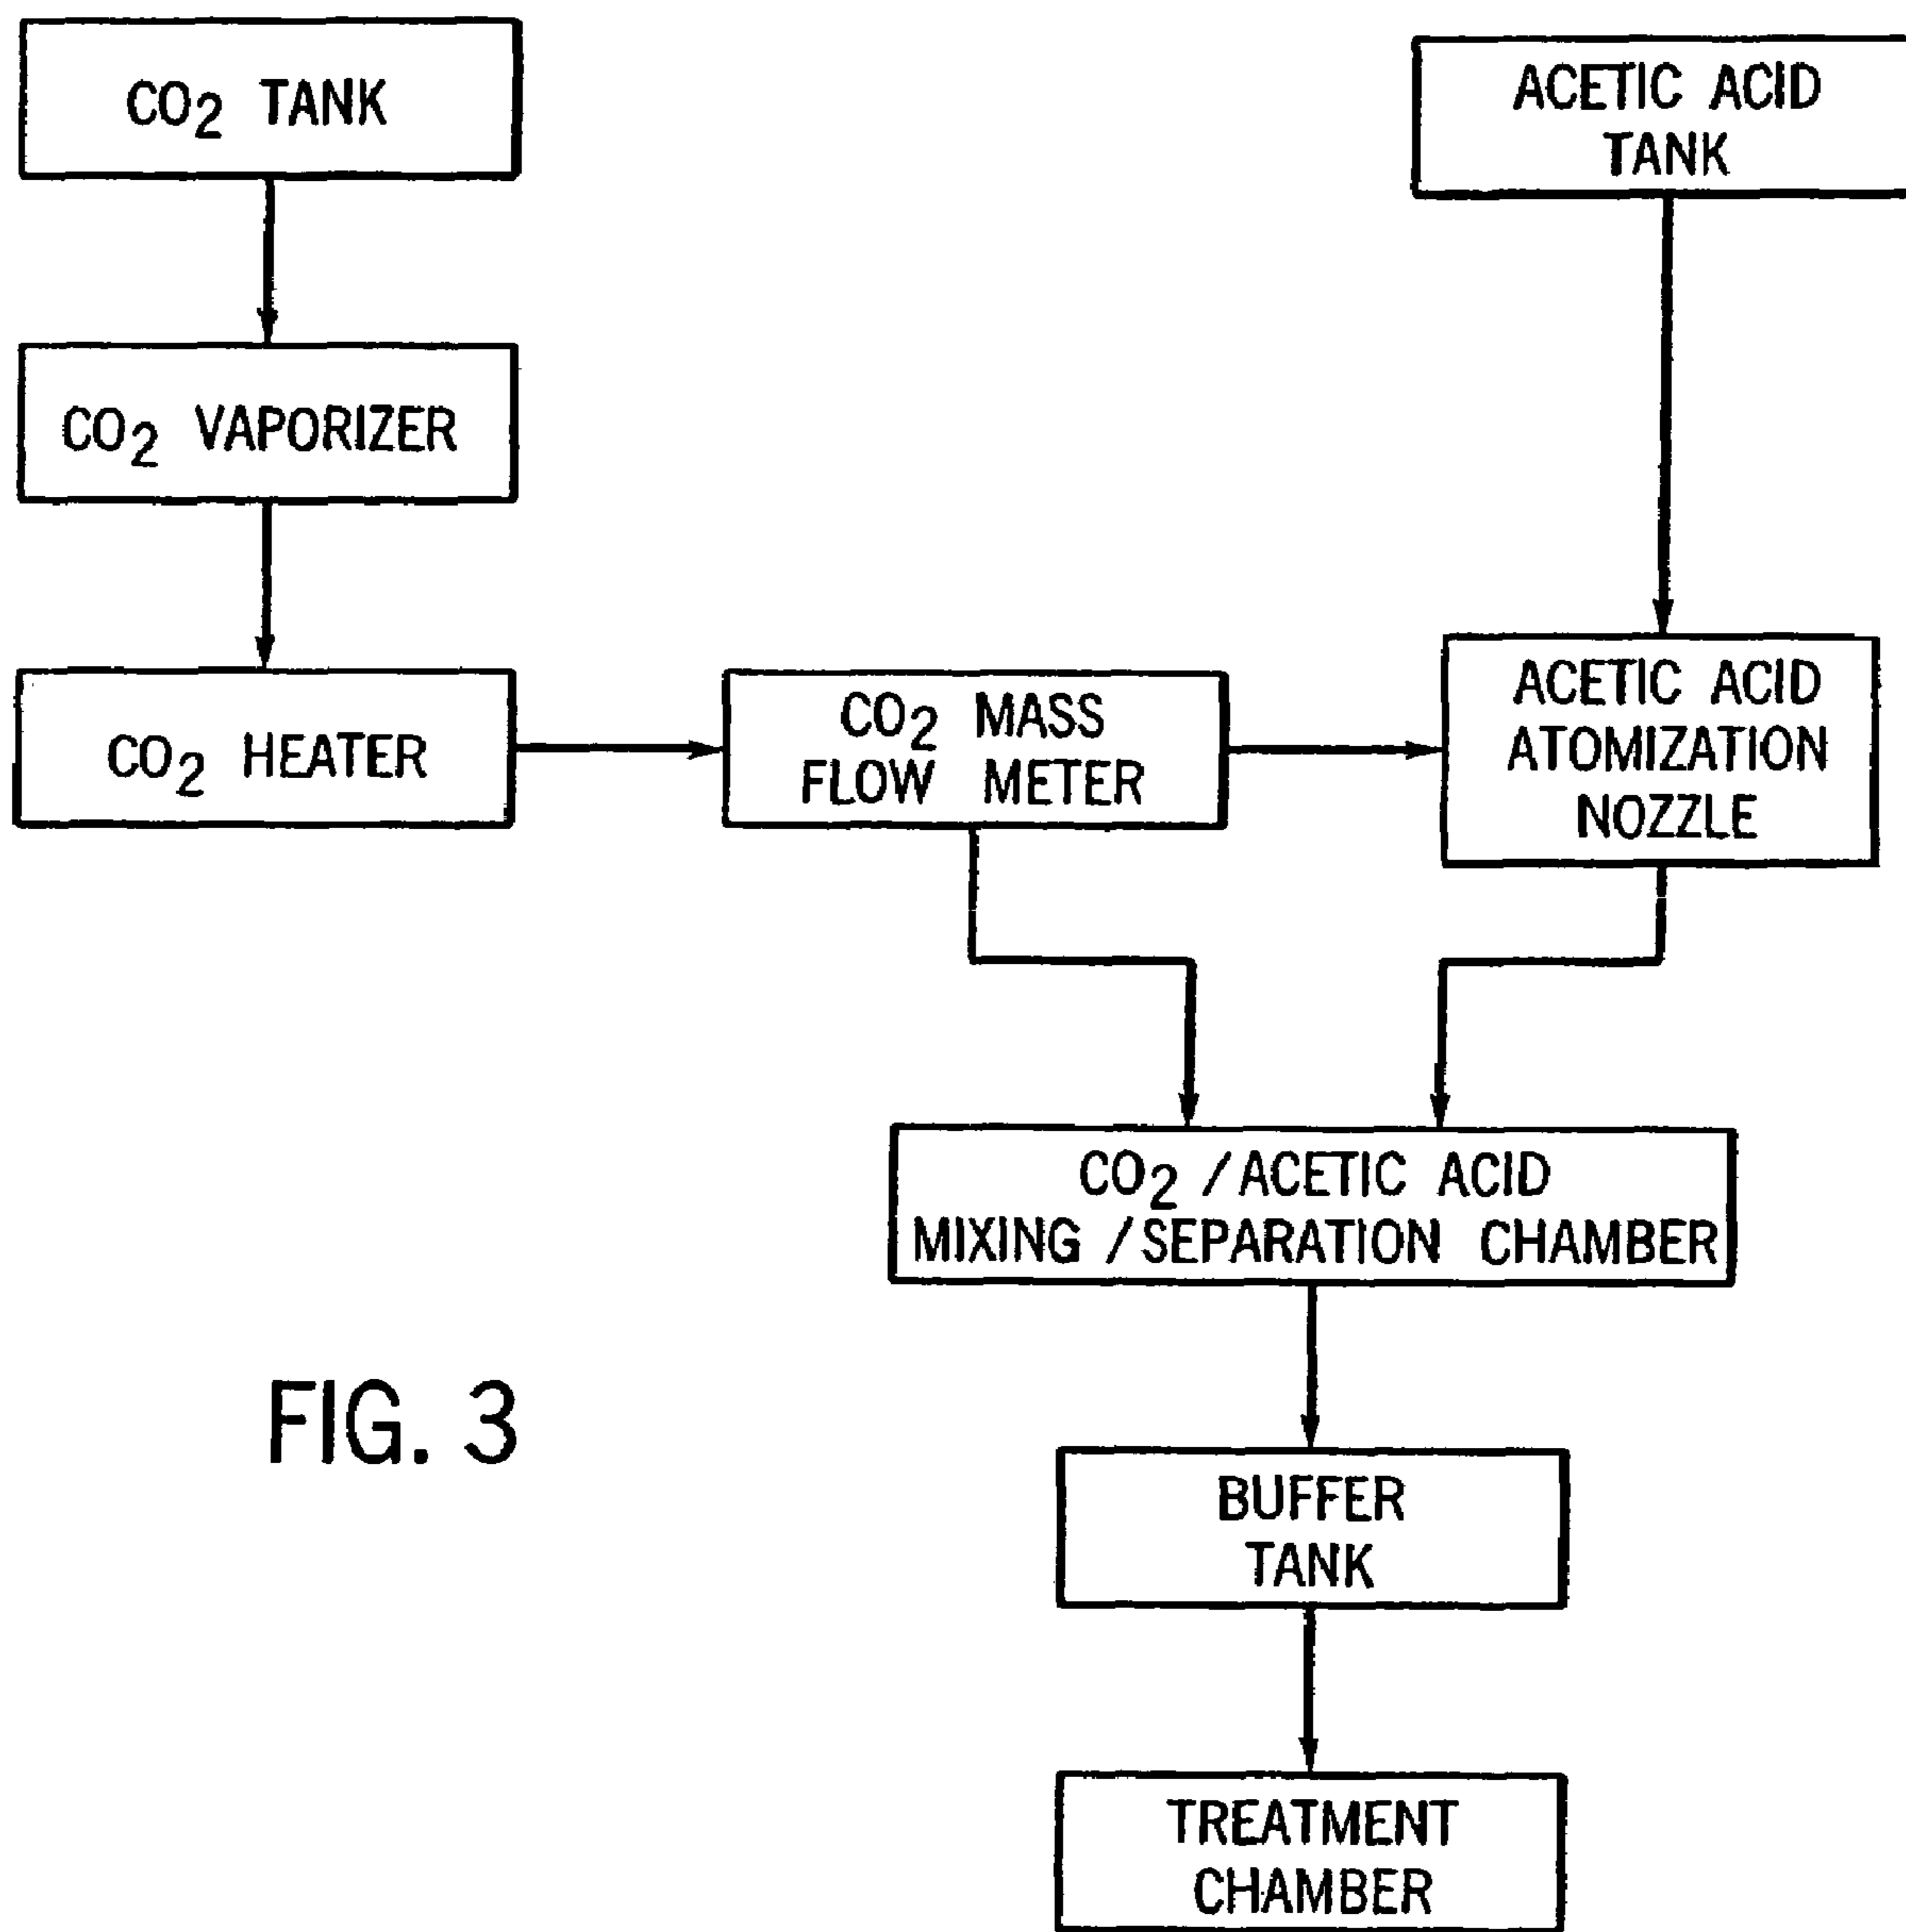 CO₂ TANK
ACETIC ACID
TANK
CO₂ VAPORIZER
CO₂ HEATER
CO₂ MASS
FLOW METER
ACETIC ACID
ATOMIZATION
NOZZLE
CO₂ /ACETIC ACID
MIXING /SEPARATION CHAMBER
FIG. 3
BUFFER
TANK
TREATMENT
CHAMBER